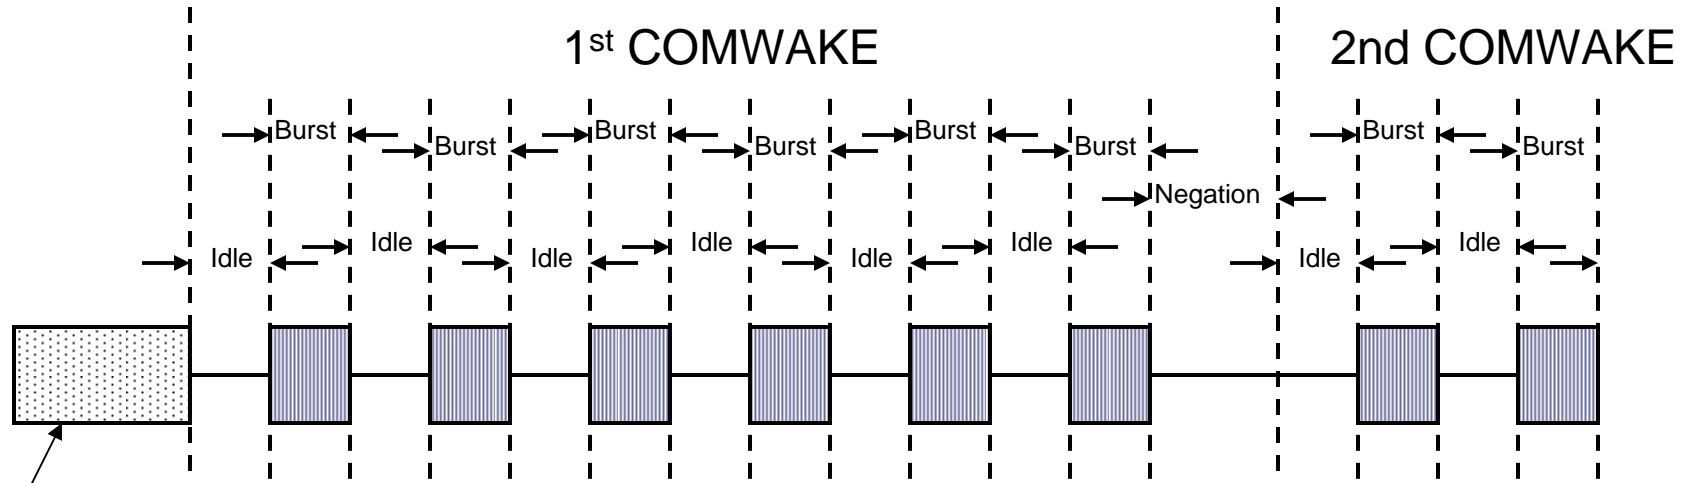 1st COMWAKE 2nd COMWAKE
Burst Burst Burst Burst
Burst Burst Burst Burst
Negation
Idle Idle Idle
Idle Idle Idle Idle